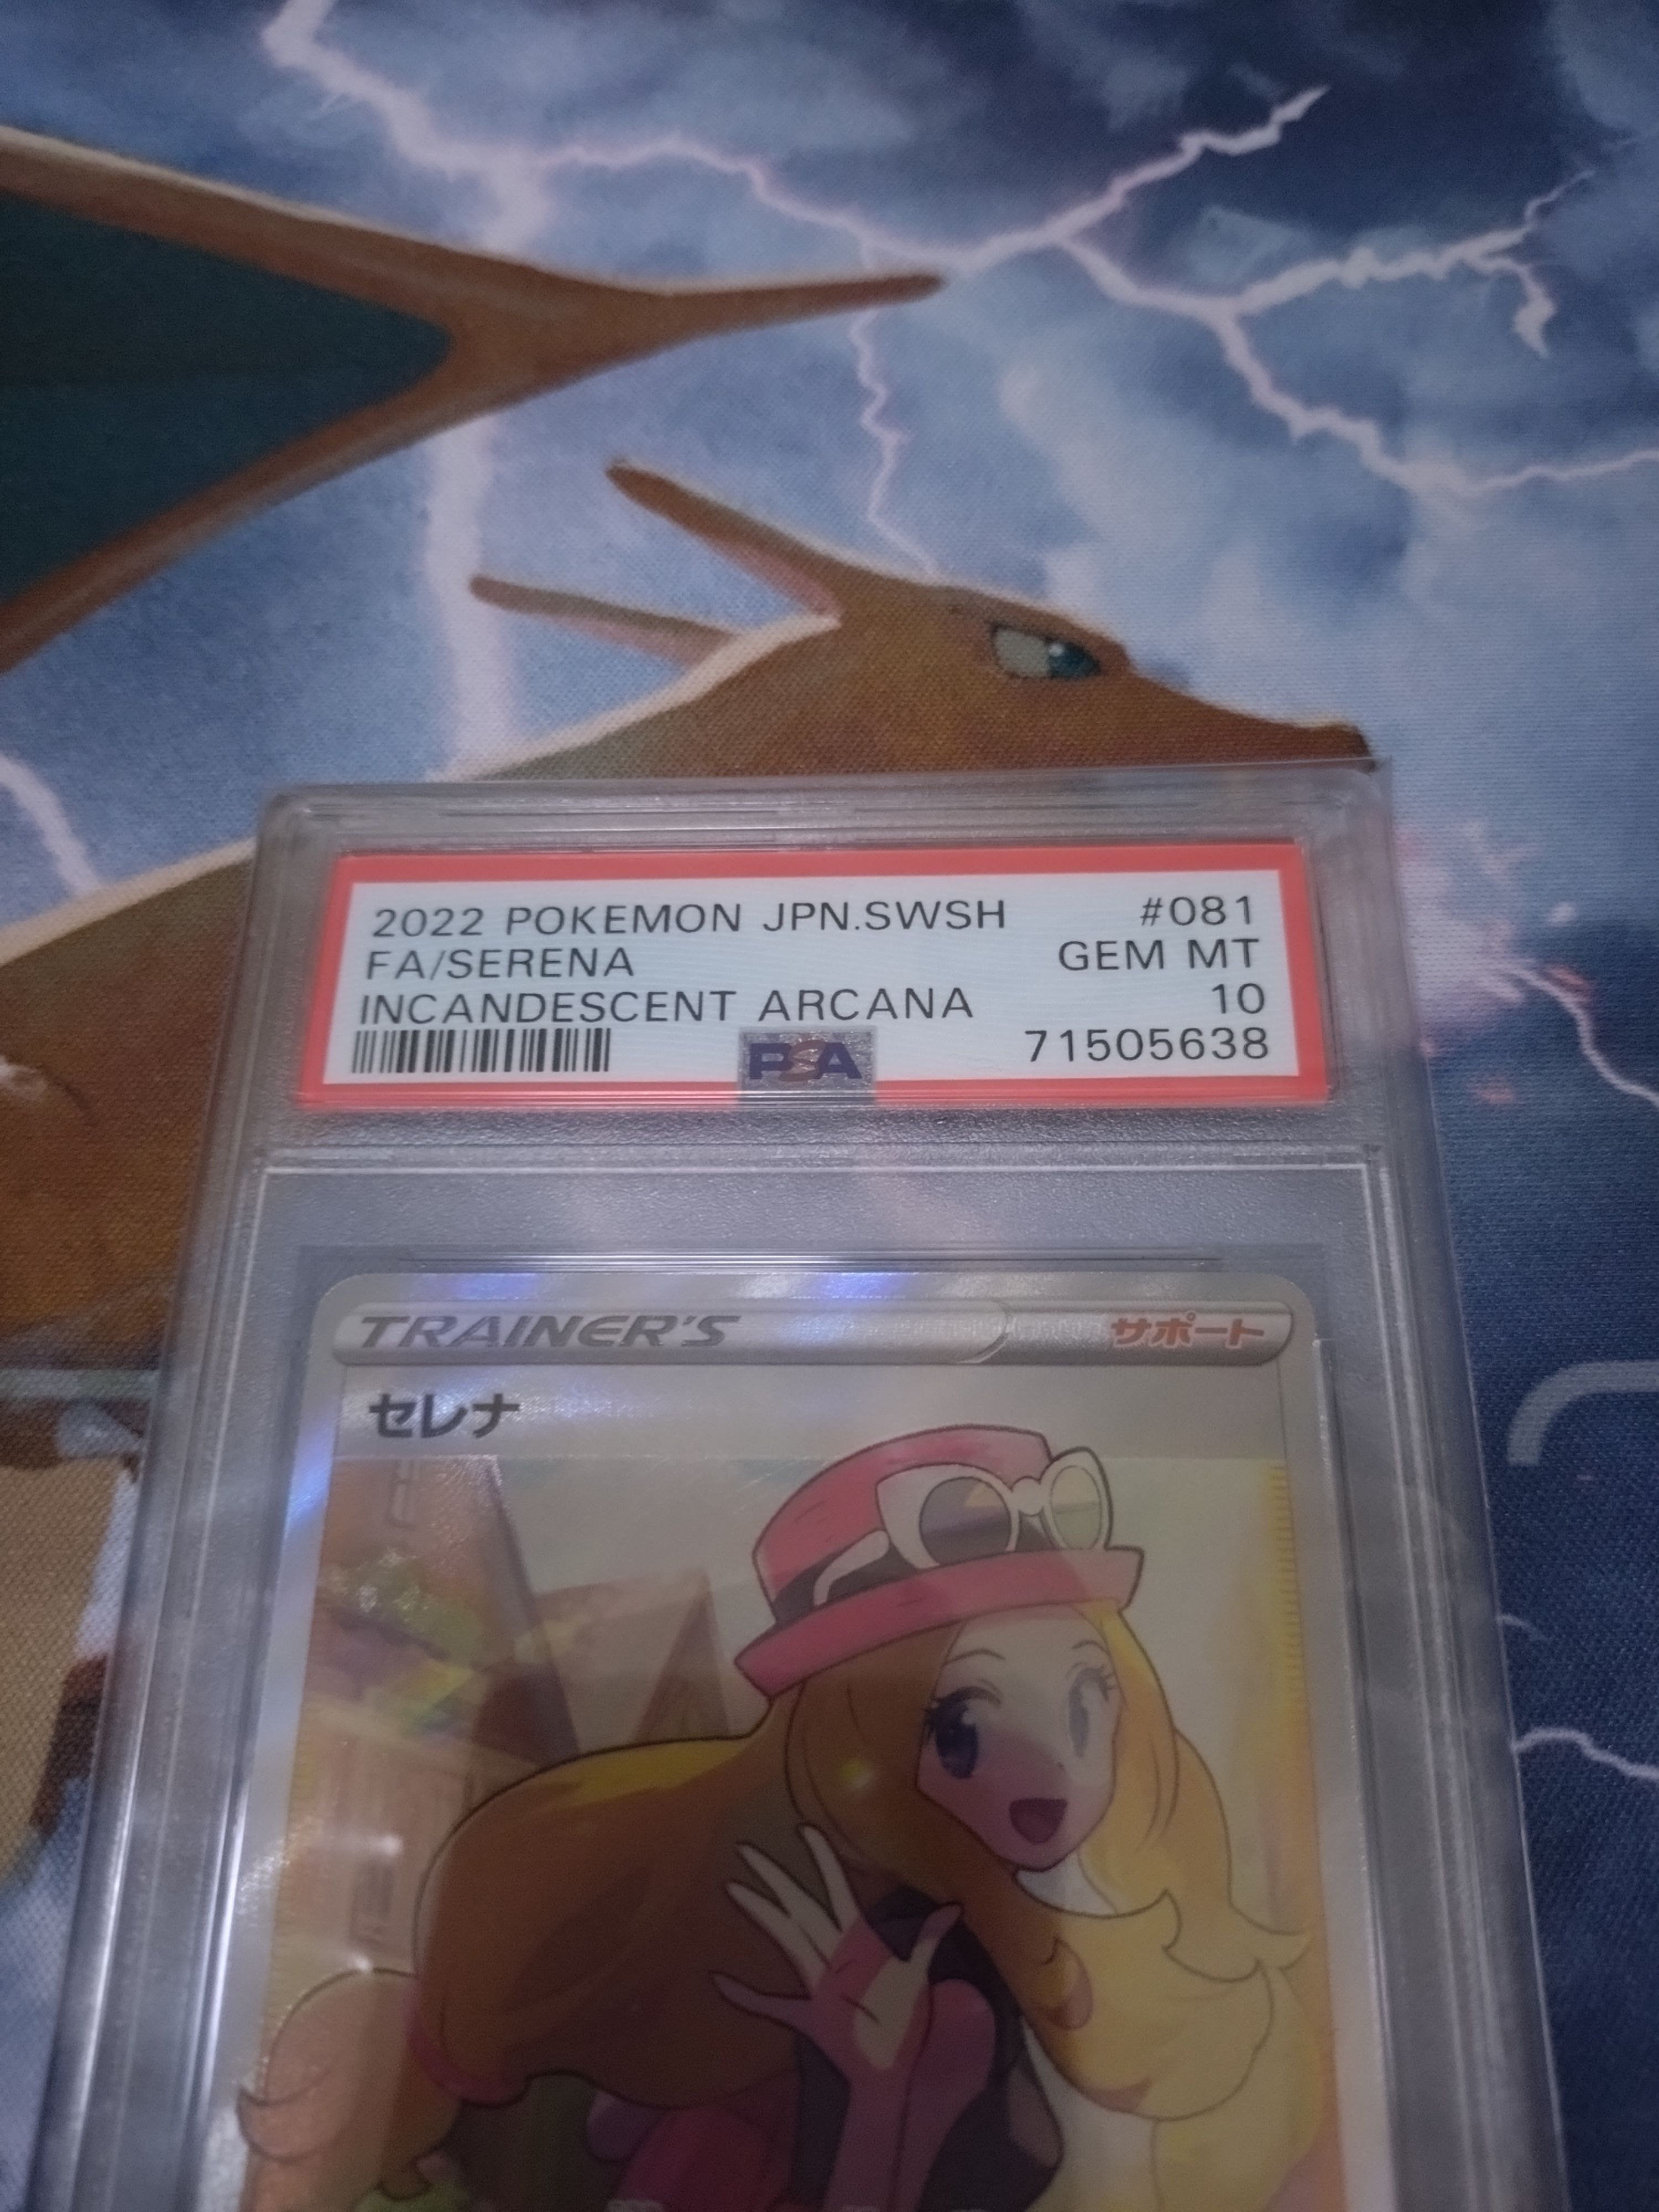 2022 POKEMON JPN.SWSH #081
FA/SERENA GEM MT
INCANDESCENT ARCANA 10
PSA 71505638
TRAINER'S サポート
セレナ